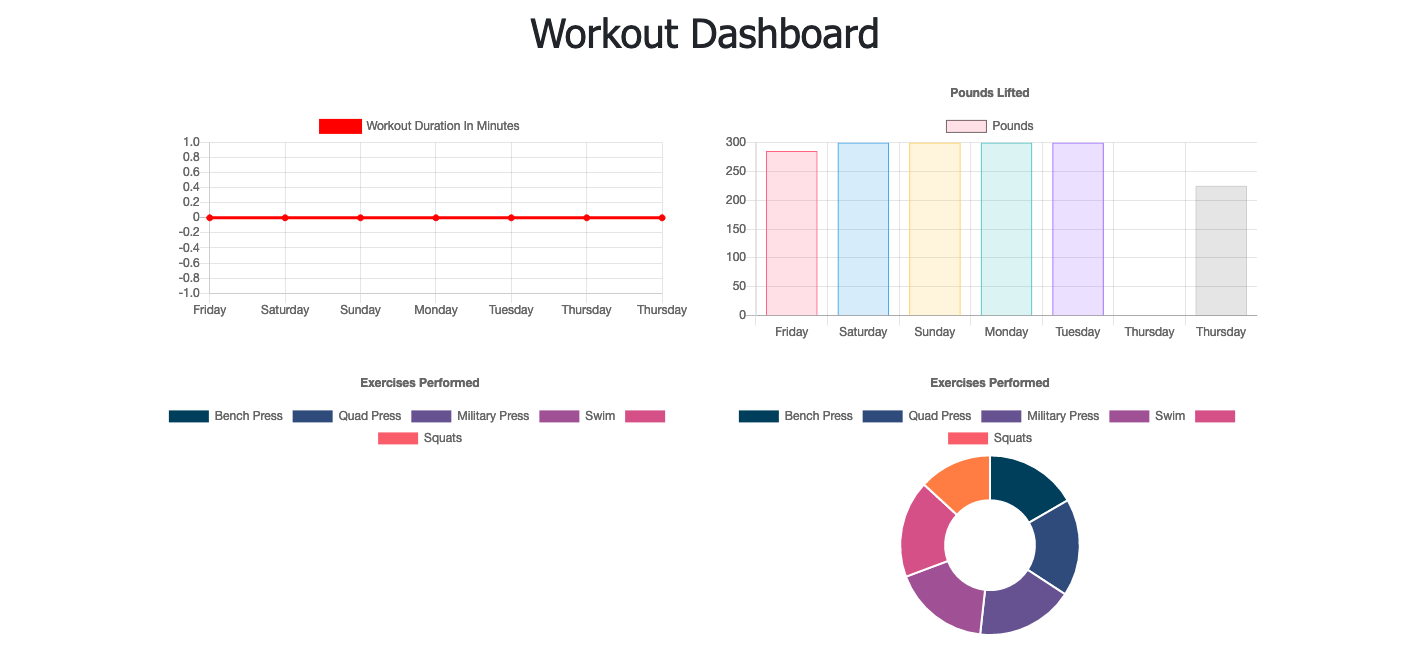 Workout Dashboard
Workout Duration In Minutes
1.0
0.8
0.6
0.4
0.2
0
-0.2
-0.4
-0.6
-0.8
-1.0
Friday Saturday Sunday Monday Tuesday Thursday Thursday
Pounds Lifted
Pounds
300
250
200
150
100
50
0
Friday Saturday Sunday Monday Tuesday Thursday Thursday
Exercises Performed
Bench Press Quad Press Military Press Swim
Squats
Exercises Performed
Bench Press Quad Press Military Press Swim
Squats